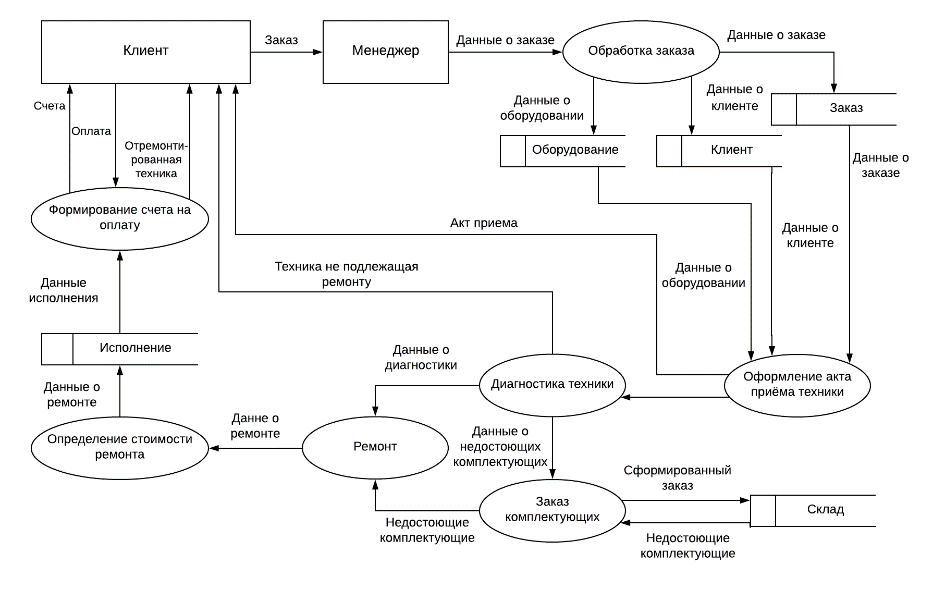 Клиент
Заказ
Менеджер
Данные о заказе
Обработка заказа
Данные о заказе
Счета
Оплата
Отремонти-
рованная
техника
Данные о
оборудовании
Данные о
клиенте
Заказ
Оборудование
Клиент
Данные о
заказе
Формирование счета на
оплату
Акт приема
Данные о
клиенте
Данные
исполнения
Техника не подлежащая
ремонту
Данные о
оборудовании
Исполнение
Данные о
диагностики
Диагностика техники
Оформление акта
приёма техники
Данные о
ремонте
Данне о
ремонте
Определение стоимости
ремонта
Ремонт
Данные о
недостоющих
комплектующих
Сформированный
заказ
Заказ
комплектующих
Склад
Недостоющие
комплектующие
Недостоющие
комплектующие